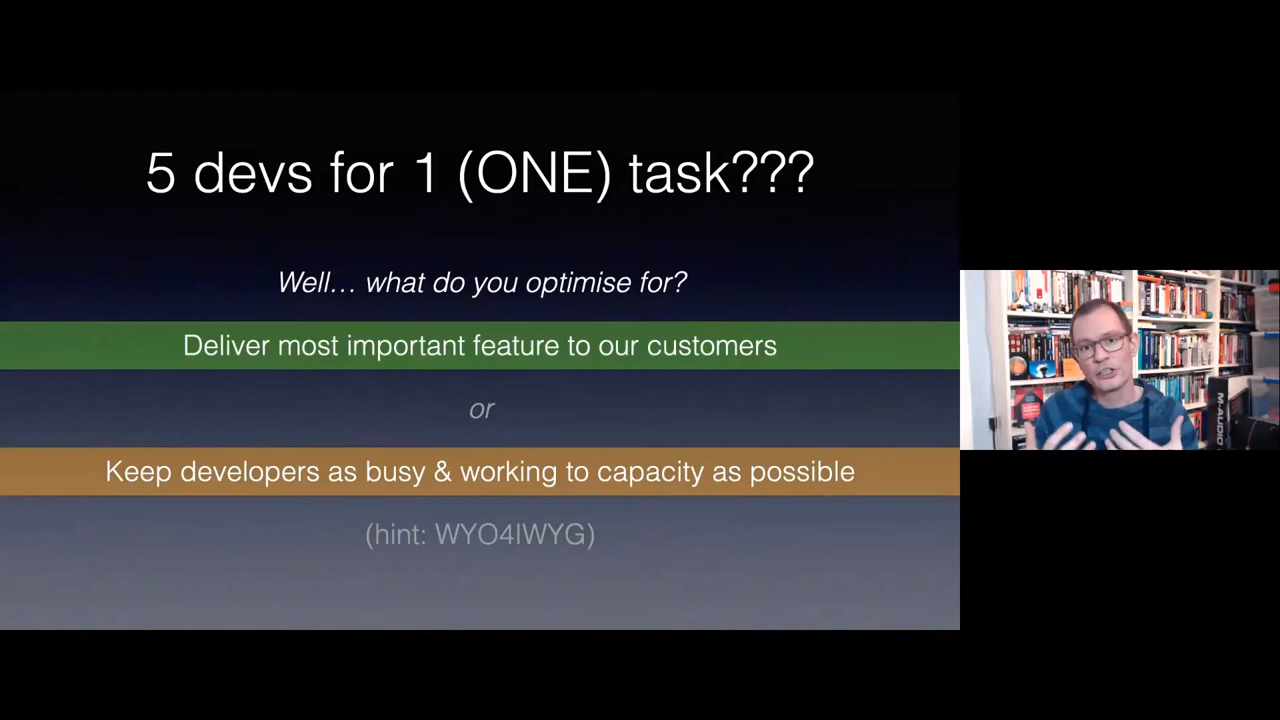 5 devs for 1 (ONE) task???
Well… what do you optimise for?
Deliver most important feature to our customers
or
Keep developers as busy & working to capacity as possible
(hint: WYO4IWYG)
M-AUDIO